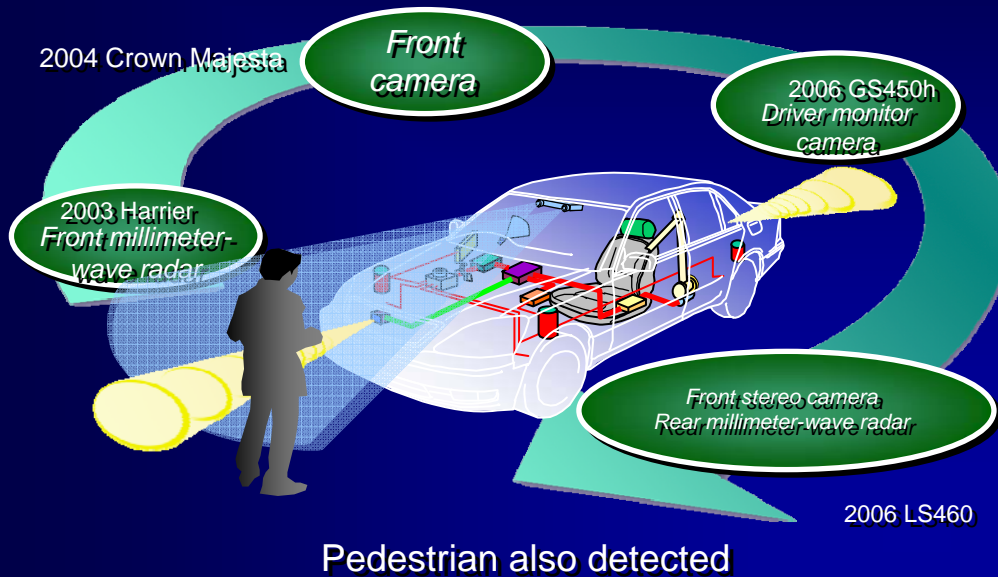 2004 Crown Majesta
Front
camera
2006 GS450h
Driver monitor
camera
2003 Harrier
Front millimeter-
wave radar
Front stereo camera
Rear millimeter-wave radar
2006 LS460
Pedestrian also detected